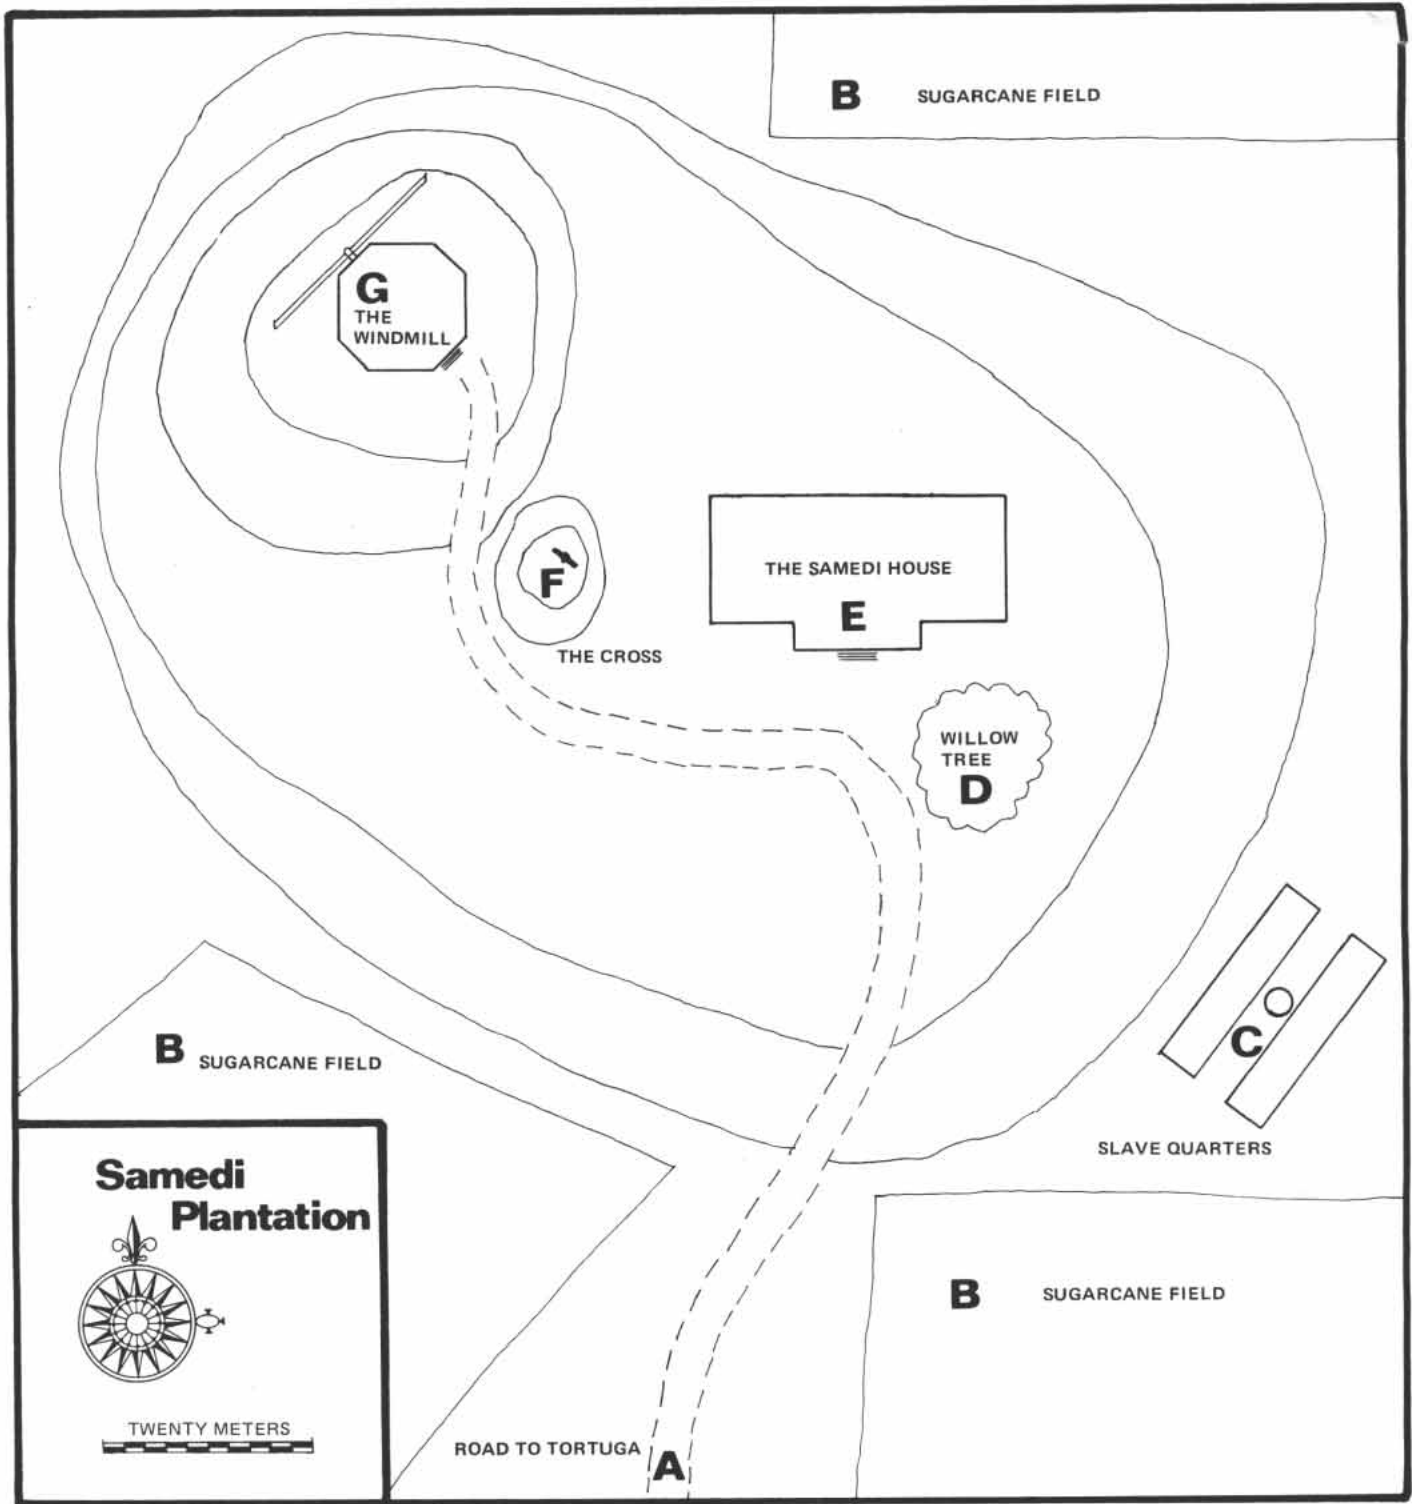 B SUGARCANE FIELD
G
THE
WINDMILL
F
THE CROSS
THE SAMEDI HOUSE
E
WILLOW
TREE
D
C
SLAVE QUARTERS
B SUGARCANE FIELD
B SUGARCANE FIELD
Samedi
Plantation
TWENTY METERS
ROAD TO TORTUGA A